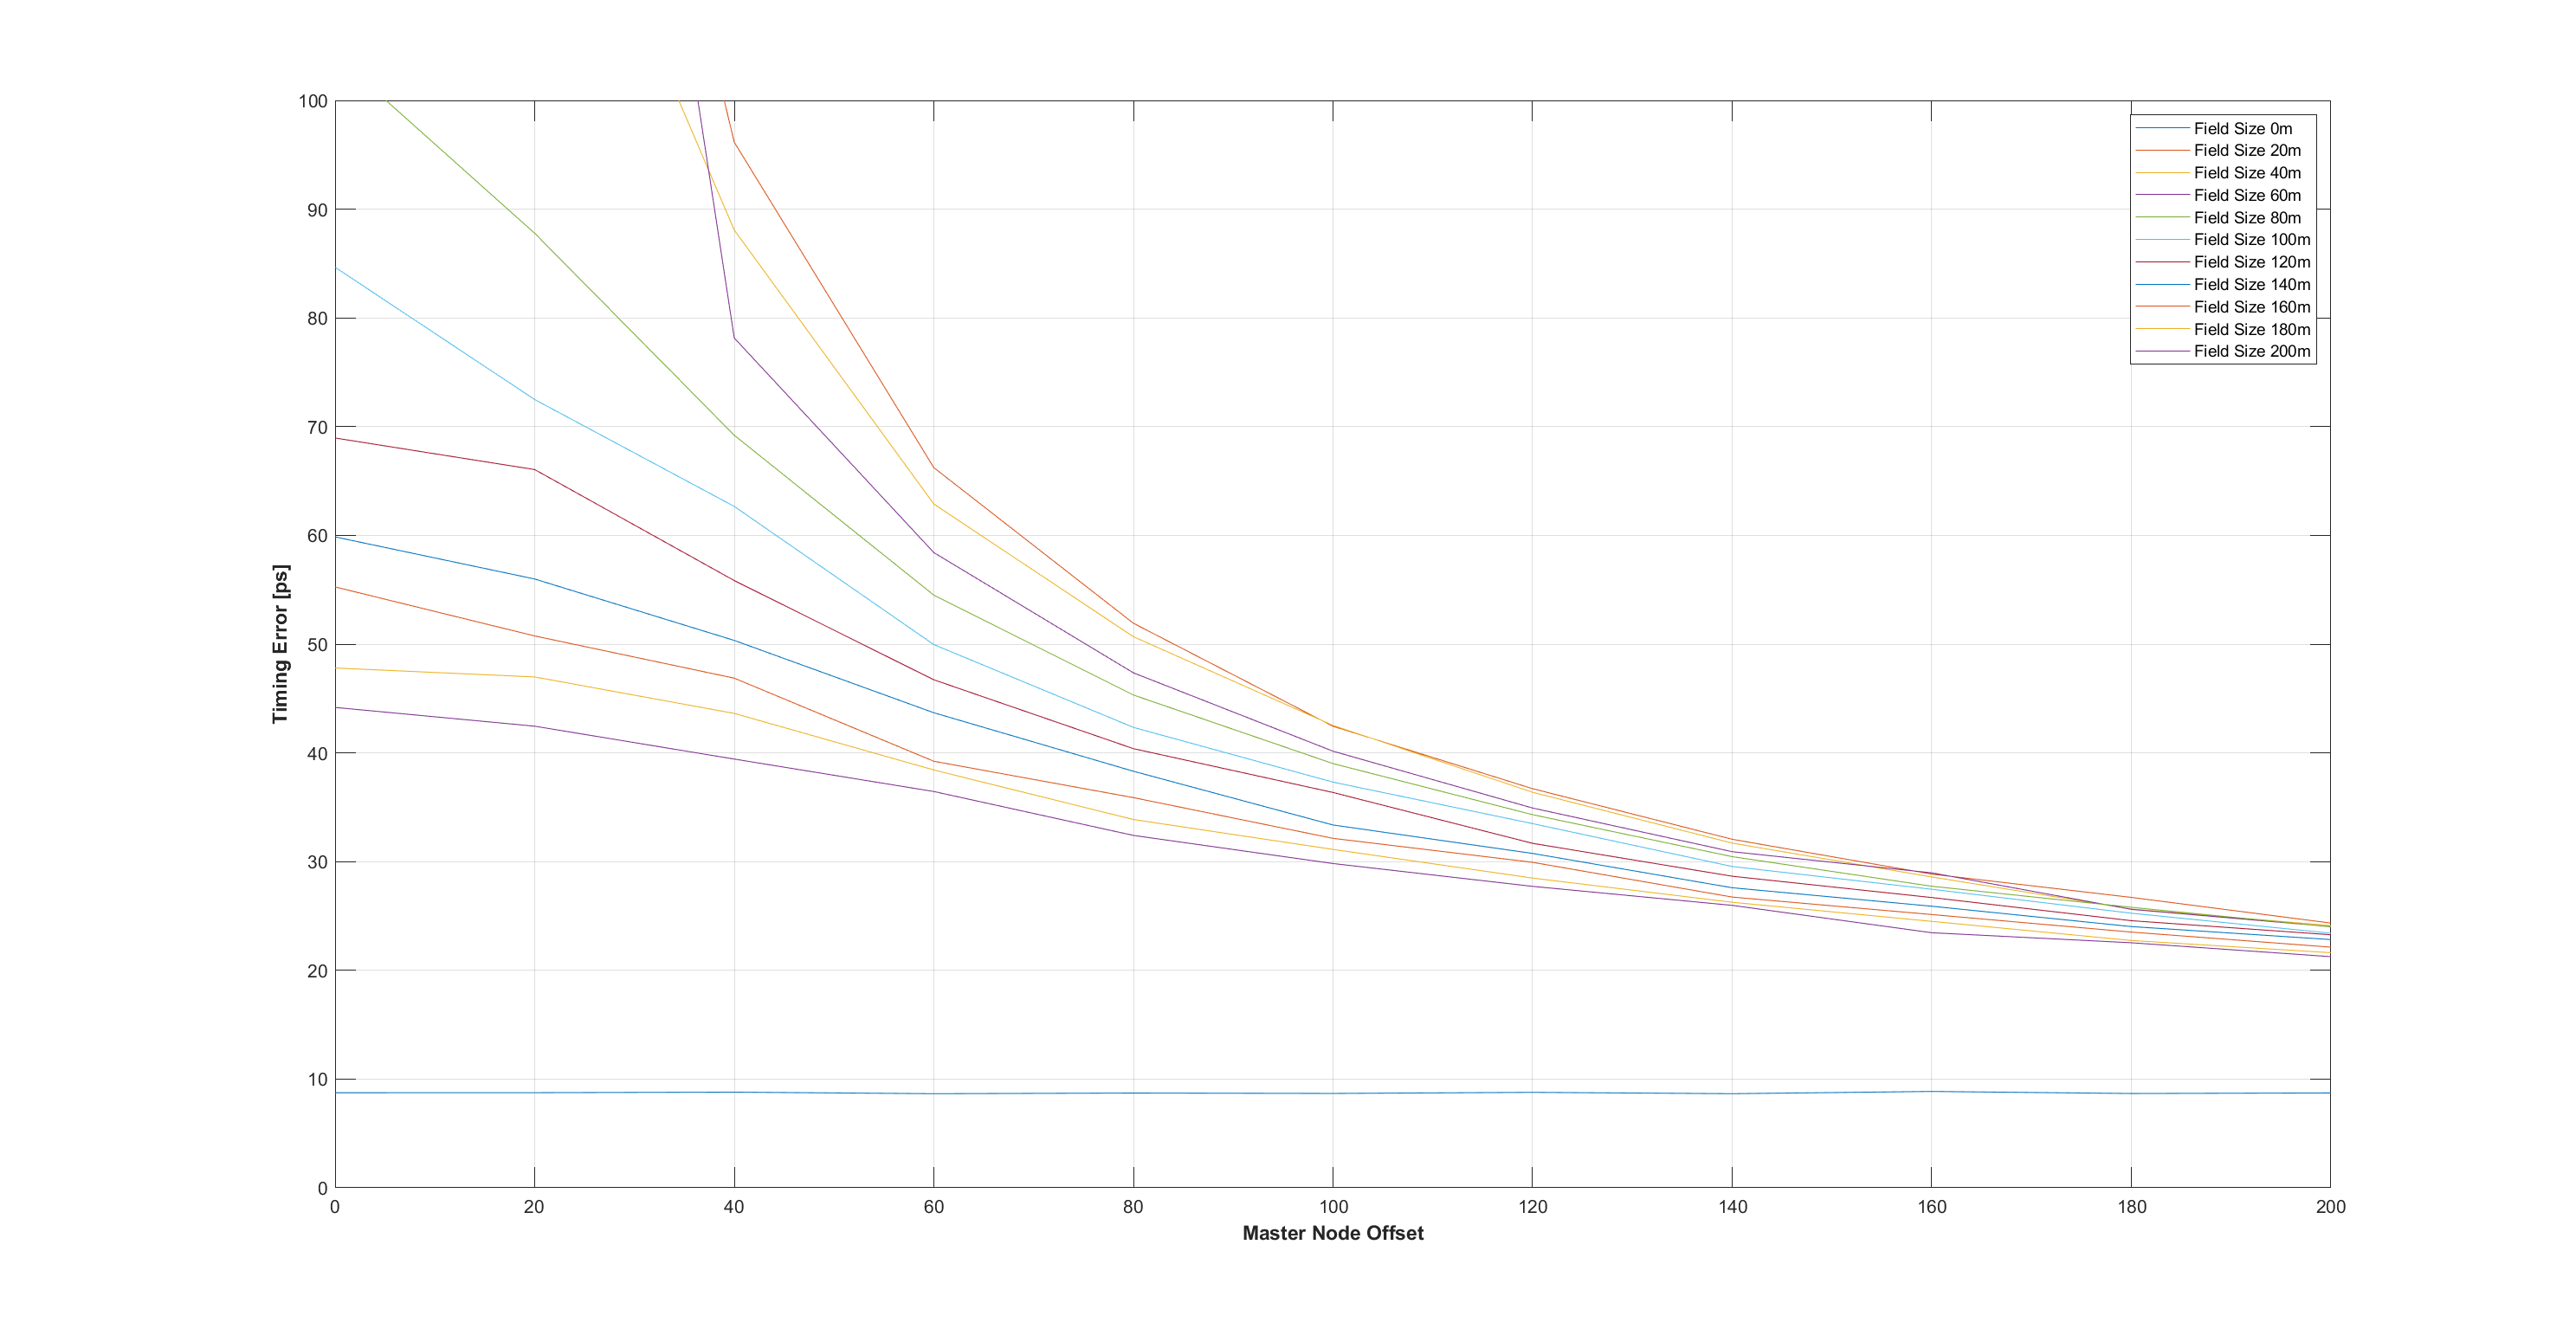 100
90
80
70
60
50
40
30
20
10
0
Timing Error [ps]
0 20 40 60 80 100 120 140 160 180 200
Master Node Offset
Field Size 0m
Field Size 20m
Field Size 40m
Field Size 60m
Field Size 80m
Field Size 100m
Field Size 120m
Field Size 140m
Field Size 160m
Field Size 180m
Field Size 200m